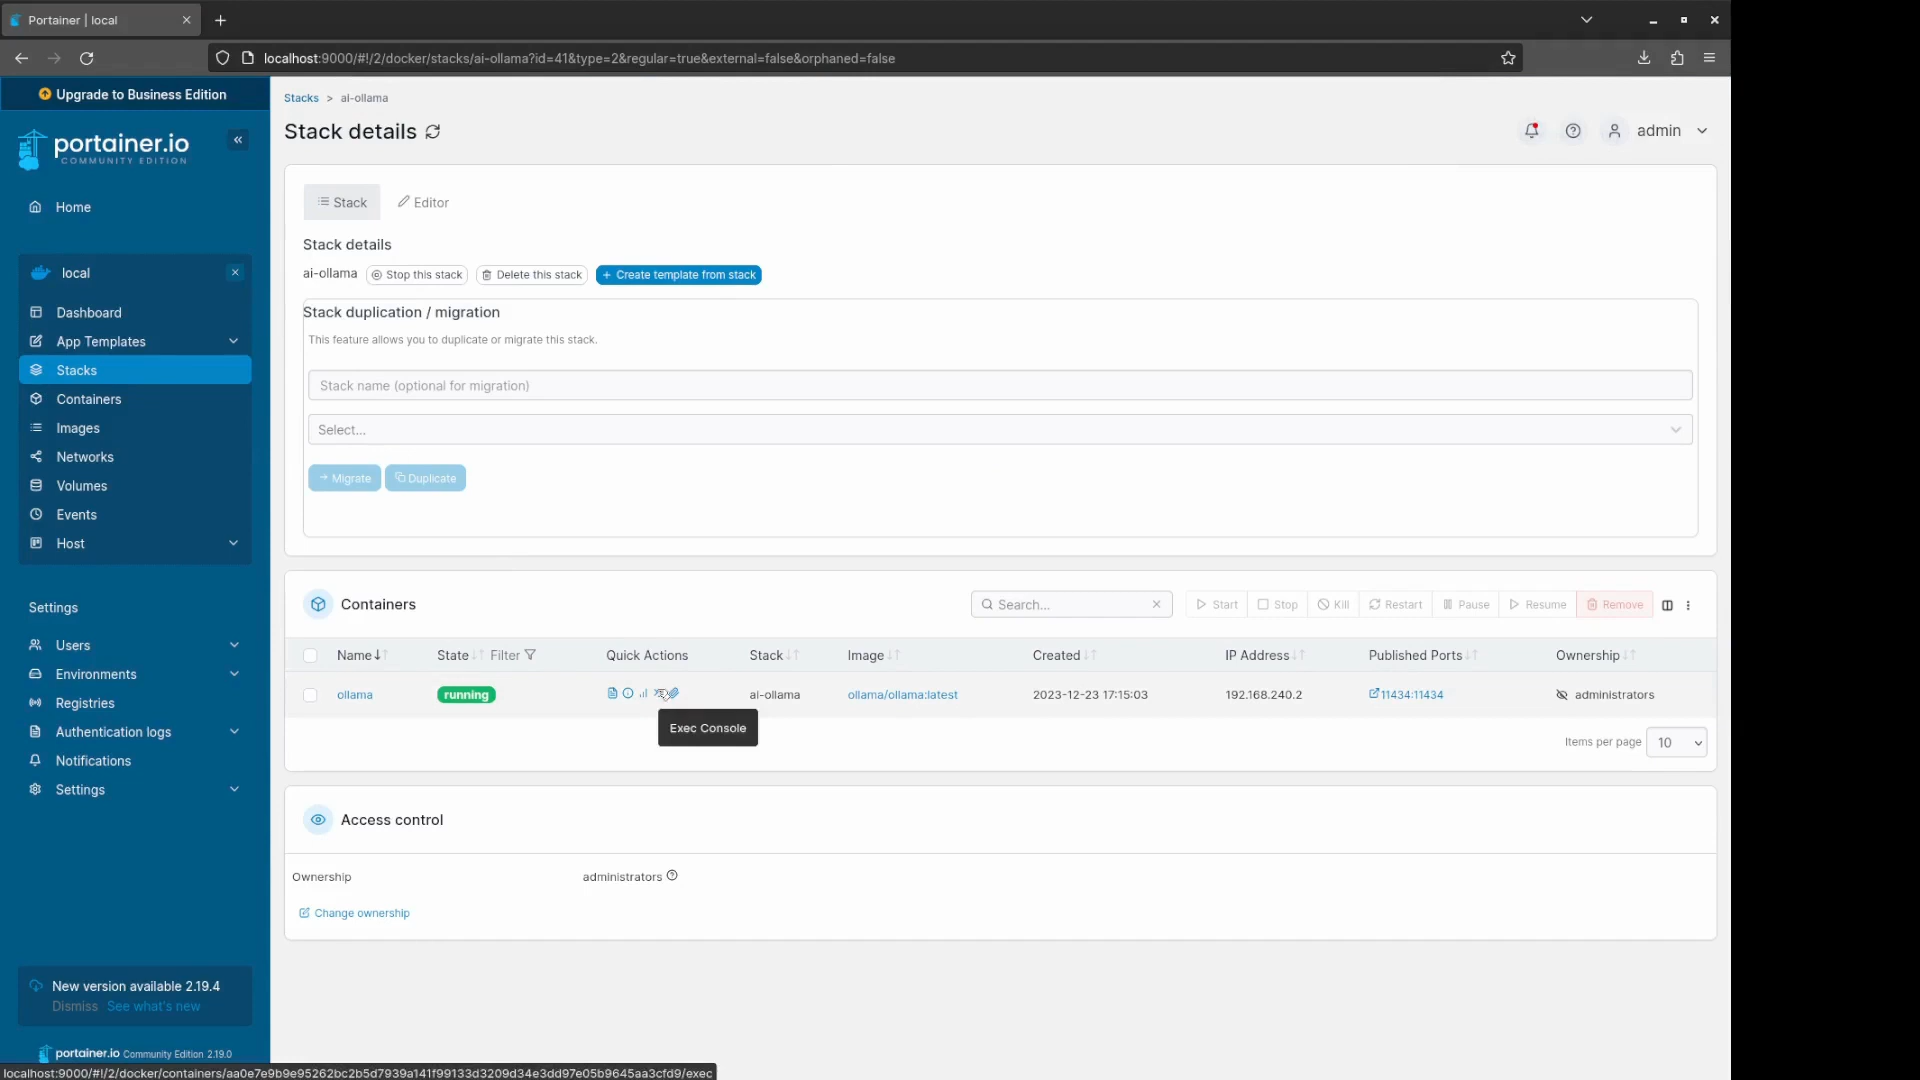 Portainer | local
localhost:9000/#!/2/docker/stacks/ai-ollama?id=41&type=2&regular=true&external=false&orphaned=false
Upgrade to Business Edition
portainer.io
COMMUNITY EDITION
Home
local
Dashboard
App Templates
Stacks
Containers
Images
Networks
Volumes
Events
Host
Settings
Users
Environments
Registries
Authentication logs
Notifications
Settings
New version available 2.19.4
Dismiss See what's new
portainer.io Community Edition 2.19.0
Stacks > ai-ollama
Stack details
admin
Stack Editor
Stack details
ai-ollama Stop this stack Delete this stack + Create template from stack
Stack duplication / migration
This feature allows you to duplicate or migrate this stack.
Stack name (optional for migration)
Select...
Migrate Duplicate
Containers Search... Start Stop Kill Restart Pause Resume Remove
Name State Filter Quick Actions Stack Image Created IP Address Published Ports Ownership
ollama running ai-ollama ollama/ollama:latest 2023-12-23 17:15:03 192.168.240.2 11434:11434 administrators
Exec Console
Items per page 10
Access control
Ownership administrators
Change ownership
localhost:9000/#!/2/docker/containers/aa0e7e9b9e95262bc2b5d7939a141f99133d3209d34e3dd97e05b9645aa3cfd9/exec